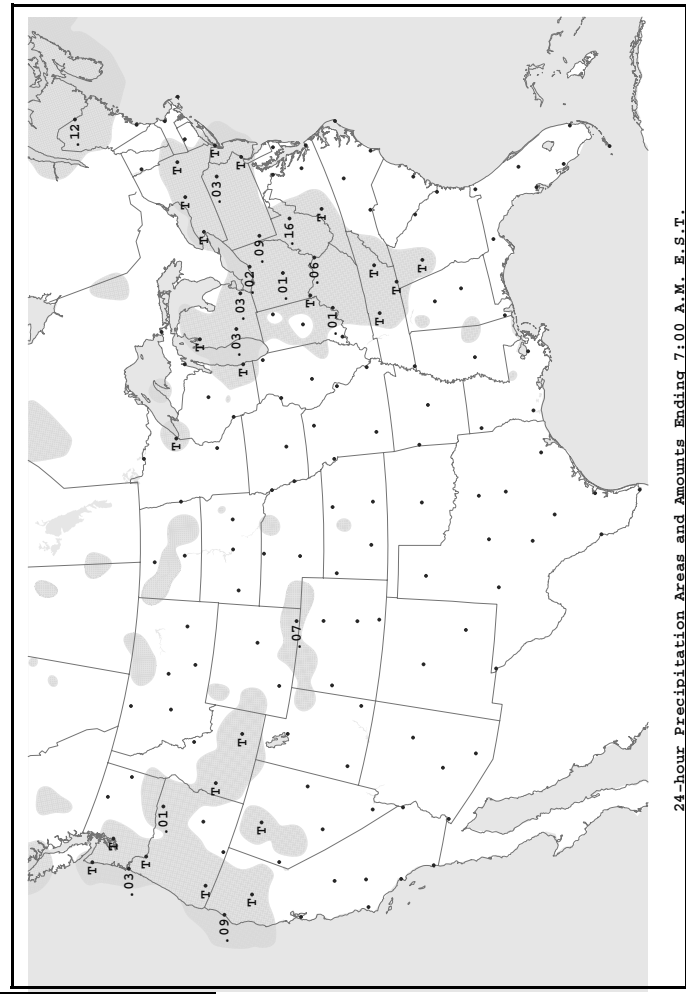 .12
T
T
.03
T
.01
T
T
T
T
T
T
T
T
.03
.09
.03
.03
T
T
T
.02
T
.09
T
.01
.16
.07
T
.06
T
.01
T
T
T
T
24-hour Precipitation Areas and Amounts Ending 7:00 A.M. E.S.T.